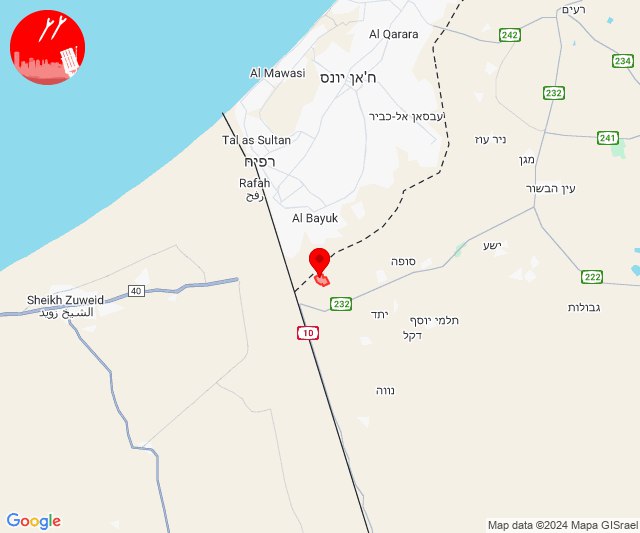 רעים
Al Qarara
242
234
Al Mawasi
ח'אן יונס
232
עבסאן אל-כביר
Tal as Sultan
ניר עוז
241
רפיח
מגן
Rafah
رفح
עין הבשור
Al Bayuk
ישע
סופה
222
40
Sheikh Zuweid
الشيخ زويد
232
גבולות
יתד
תלמי יוסף
10
דקל
נווה
Google
Map data ©2024 Mapa GISrael